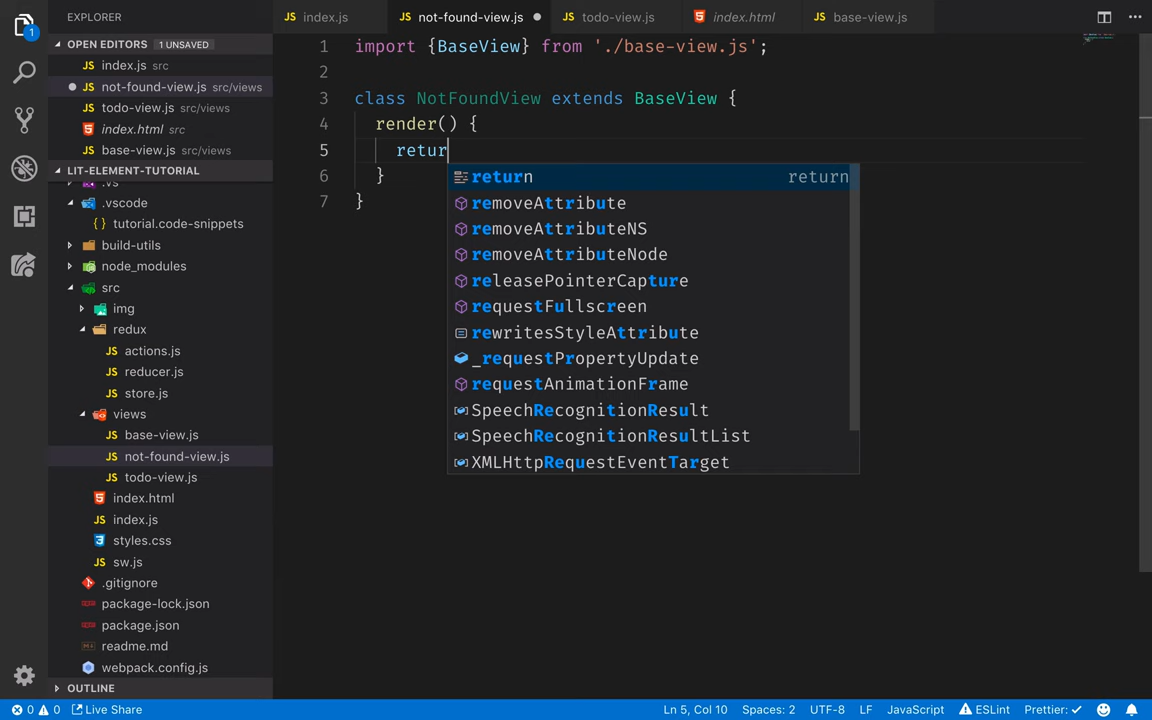 EXPLORER
JS index.js
JS not-found-view.js
JS todo-view.js
index.html
JS base-view.js
1
OPEN EDITORS 1 UNSAVED
JS index.js src
JS not-found-view.js src/views
JS todo-view.js src/views
index.html src
JS base-view.js src/views
LIT-ELEMENT-TUTORIAL
.vs
.vscode
{ } tutorial.code-snippets
build-utils
node_modules
src
img
redux
JS actions.js
JS reducer.js
JS store.js
views
JS base-view.js
JS not-found-view.js
JS todo-view.js
index.html
JS index.js
styles.css
JS sw.js
.gitignore
package-lock.json
package.json
readme.md
webpack.config.js
OUTLINE
1 import {BaseView} from './base-view.js';
2
3 class NotFoundView extends BaseView {
4 render() {
5 retur
6 }
7 }
return return
removeAttribute
removeAttributeNS
removeAttributeNode
releasePointerCapture
requestFullscreen
rewritesStyleAttribute
_requestPropertyUpdate
requestAnimationFrame
SpeechRecognitionResult
SpeechRecognitionResultList
XMLHttpRequestEventTarget
0 0 Live Share Ln 5, Col 10 Spaces: 2 UTF-8 LF JavaScript ESLint Prettier: ✓